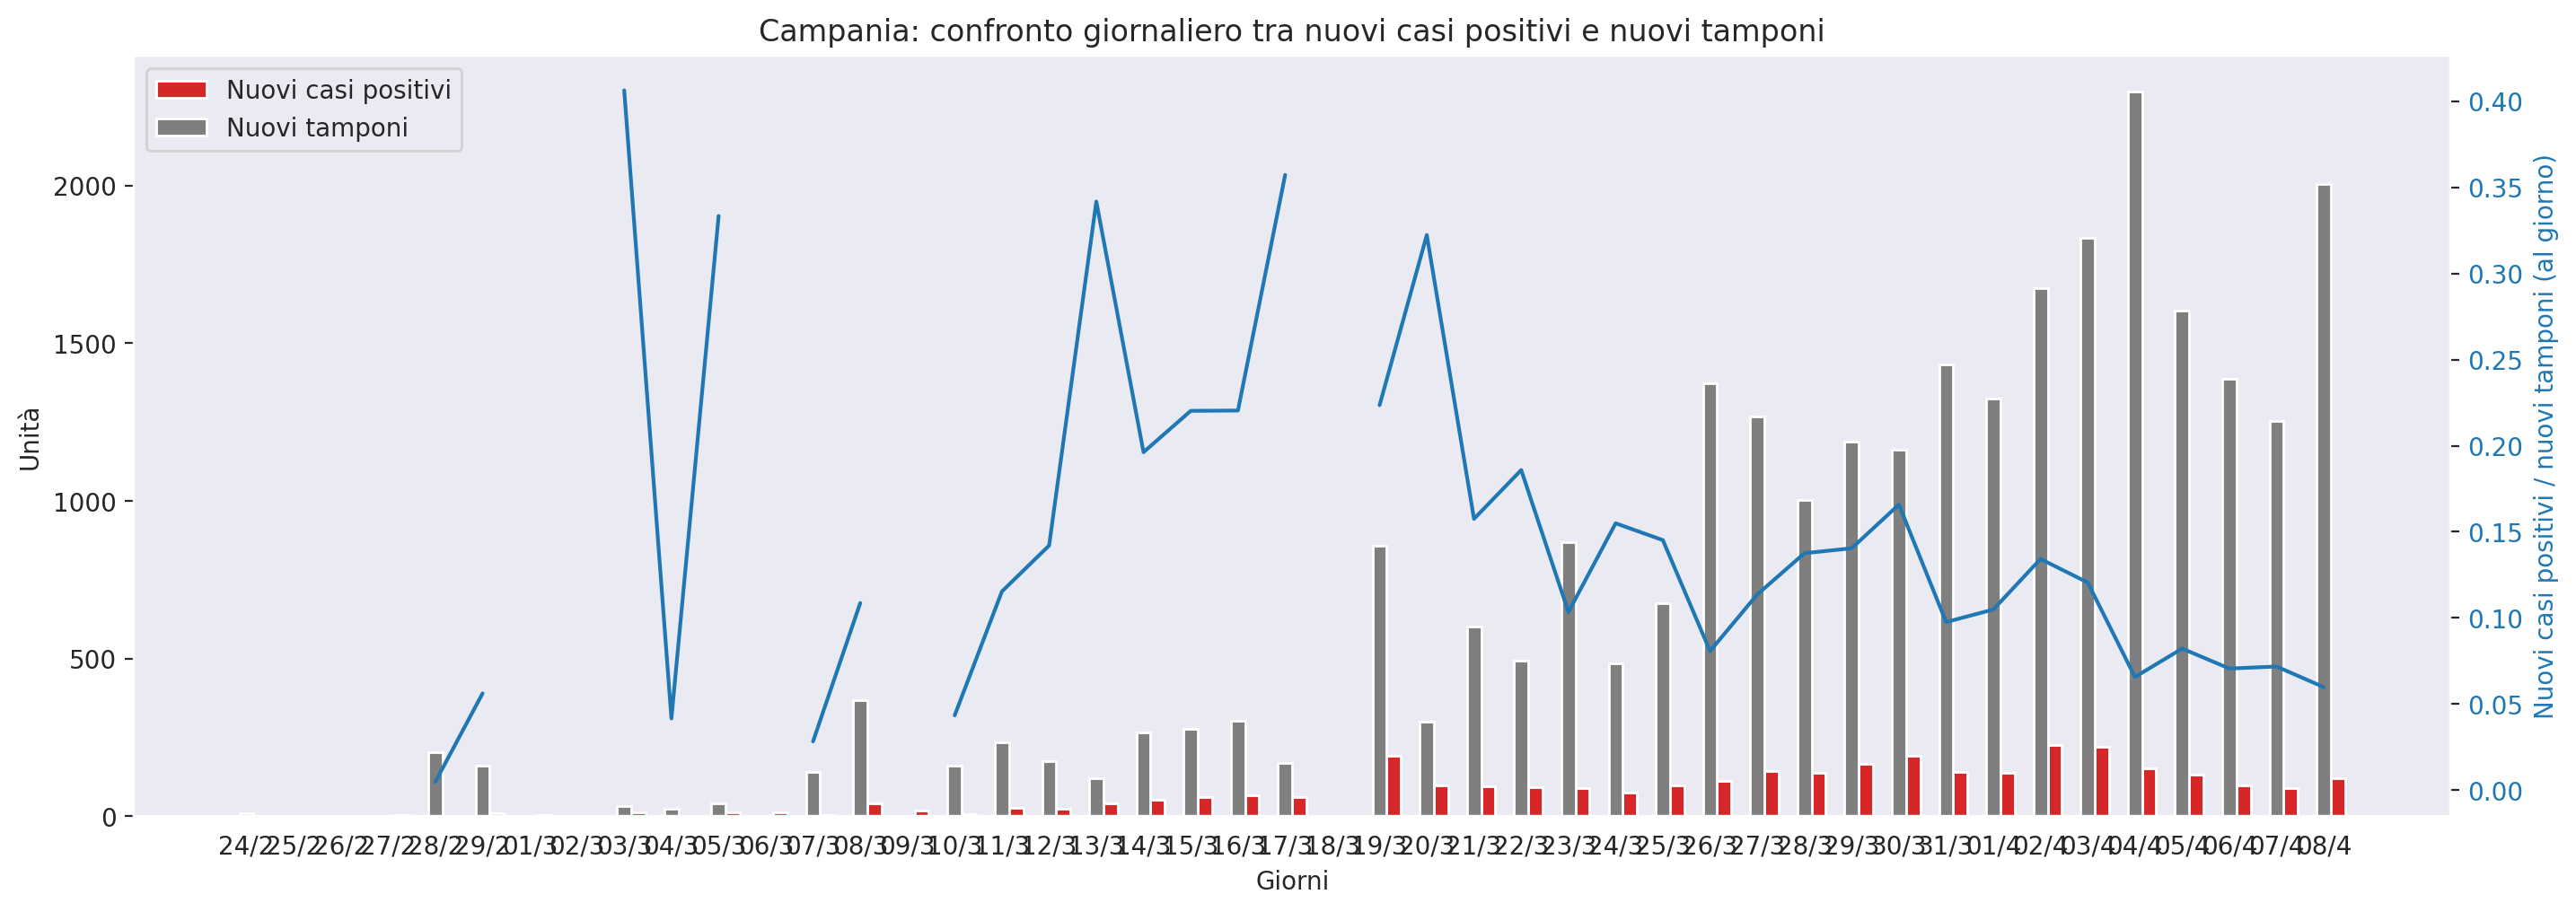 Campania: confronto giornaliero tra nuovi casi positivi e nuovi tamponi
Nuovi casi positivi
Nuovi tamponi
Unità
2000
1500
1000
500
0
0.40
0.35
0.30
0.25
0.20
0.15
0.10
0.05
0.00
Nuovi casi positivi / nuovi tamponi (al giorno)
24/2 25/2 26/2 27/2 28/2 29/2 01/3 02/3 03/3 04/3 05/3 06/3 07/3 08/3 09/3 10/3 11/3 12/3 13/3 14/3 15/3 16/3 17/3 18/3 19/3 20/3 21/3 22/3 23/3 24/3 25/3 26/3 27/3 28/3 29/3 30/3 31/3 01/4 02/4 03/4 04/4 05/4 06/4 07/4 08/4
Giorni